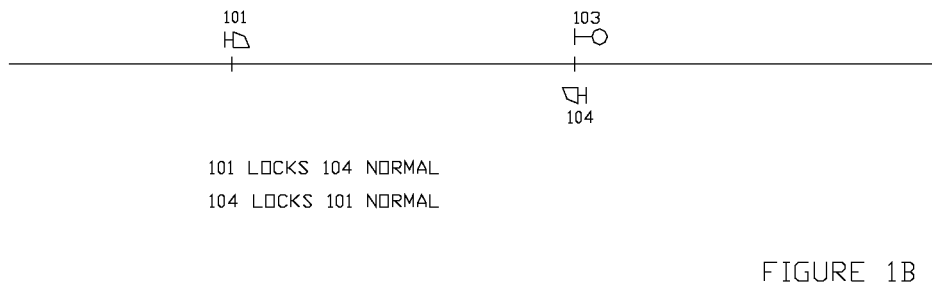 101
103
104
101 LOCKS 104 NORMAL
104 LOCKS 101 NORMAL
FIGURE 1B